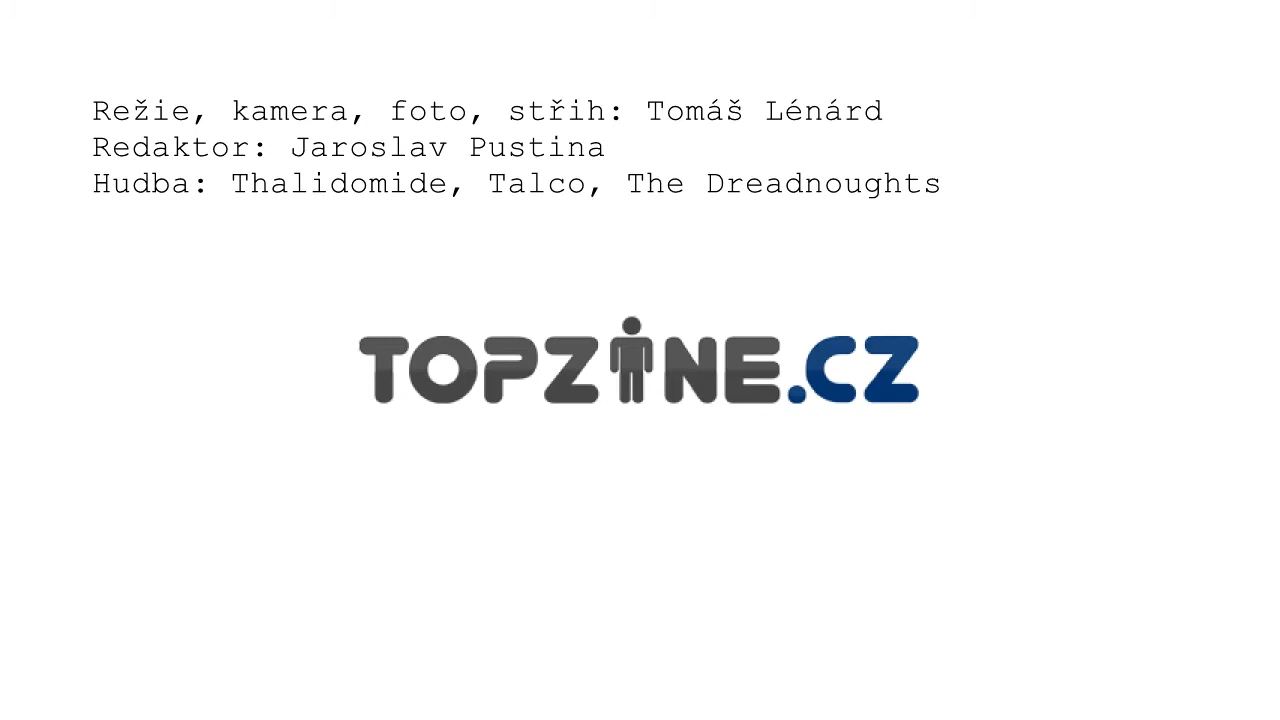 Režie, kamera, foto, střih: Tomáš Lénárd
Redaktor: Jaroslav Pustina
Hudba: Thalidomide, Talco, The Dreadnoughts
TOPZINE.CZ